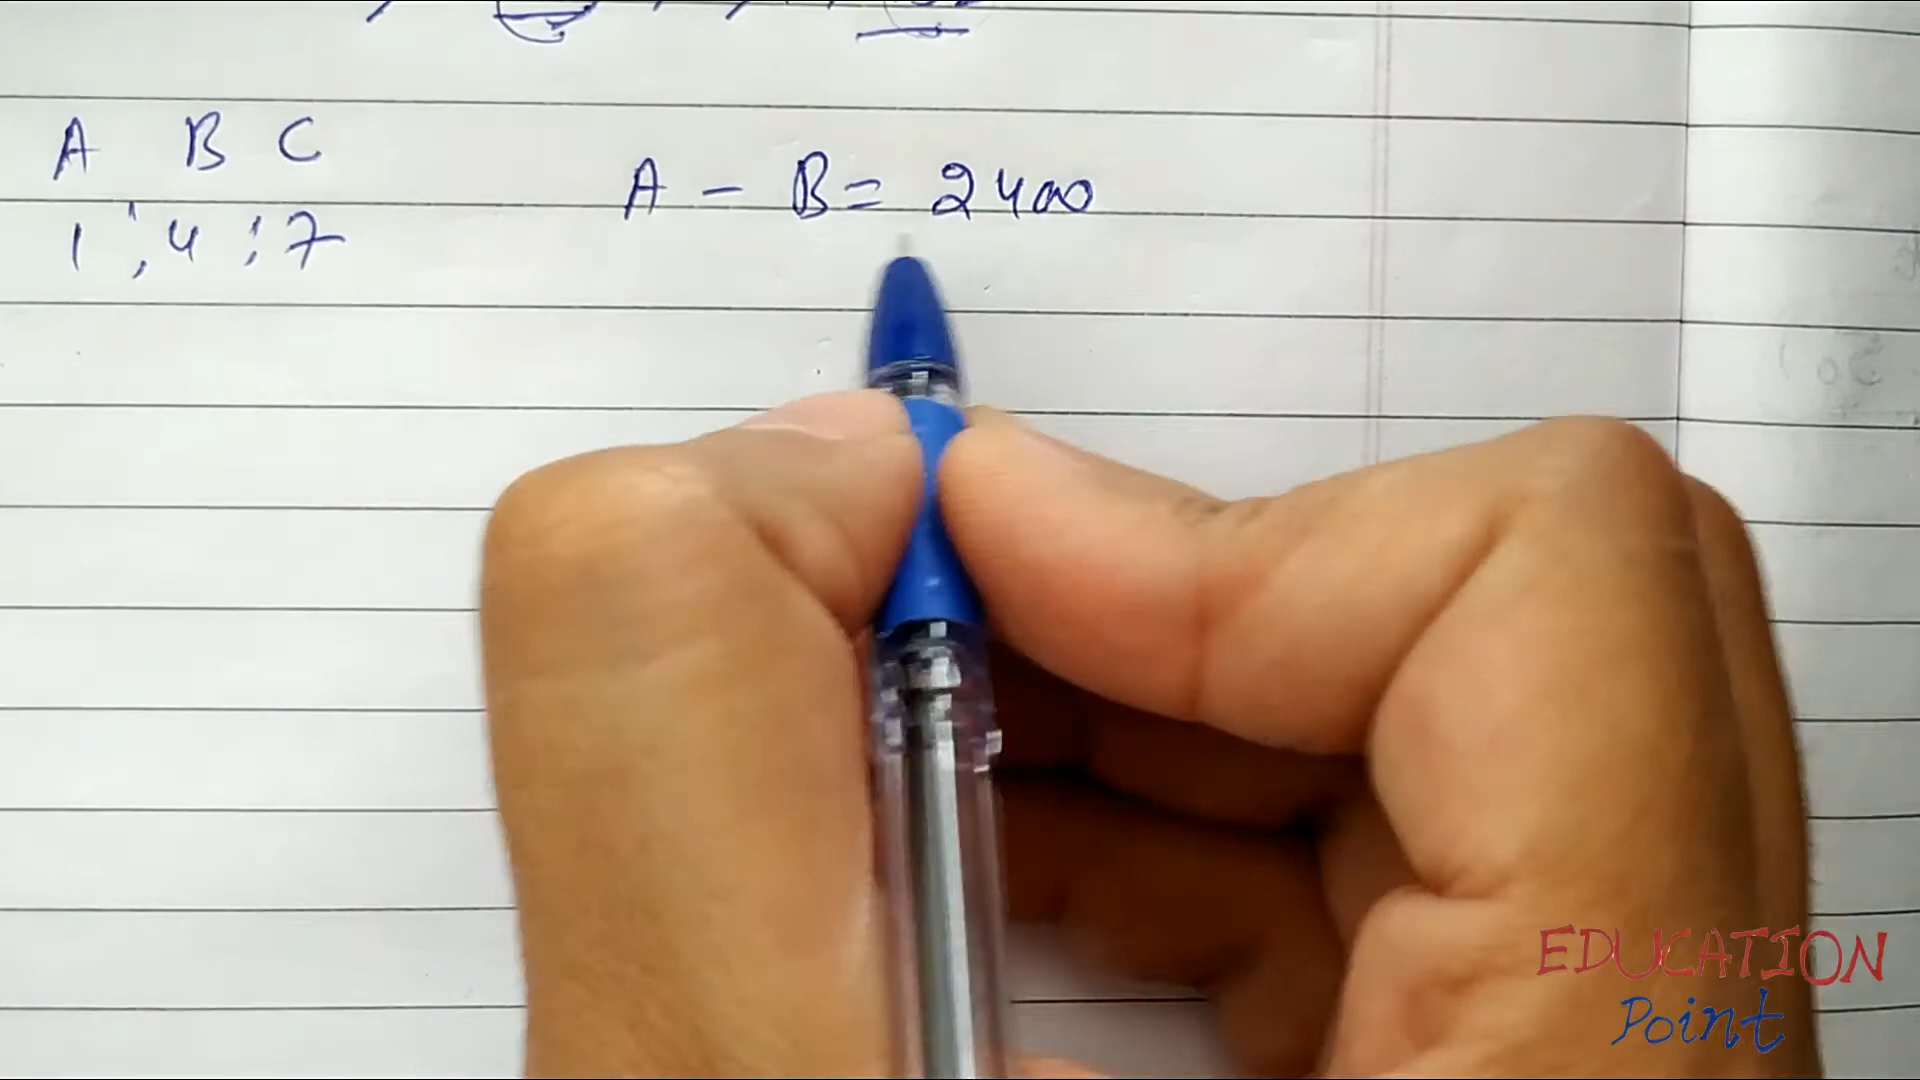 A B C
1 : 4 : 7
A - B = 2400
EDUCATION
Point